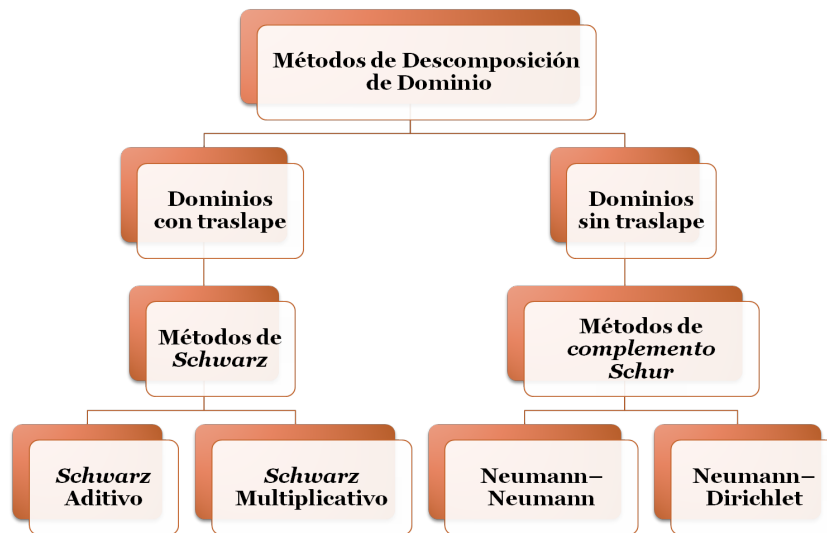 Métodos de Descomposición
de Dominio
Dominios
con traslape
Dominios
sin traslape
Métodos de
Schwarz
Métodos de
complemento
Schur
Schwarz
Aditivo
Schwarz
Multiplicativo
Neumann–
Neumann
Neumann–
Dirichlet